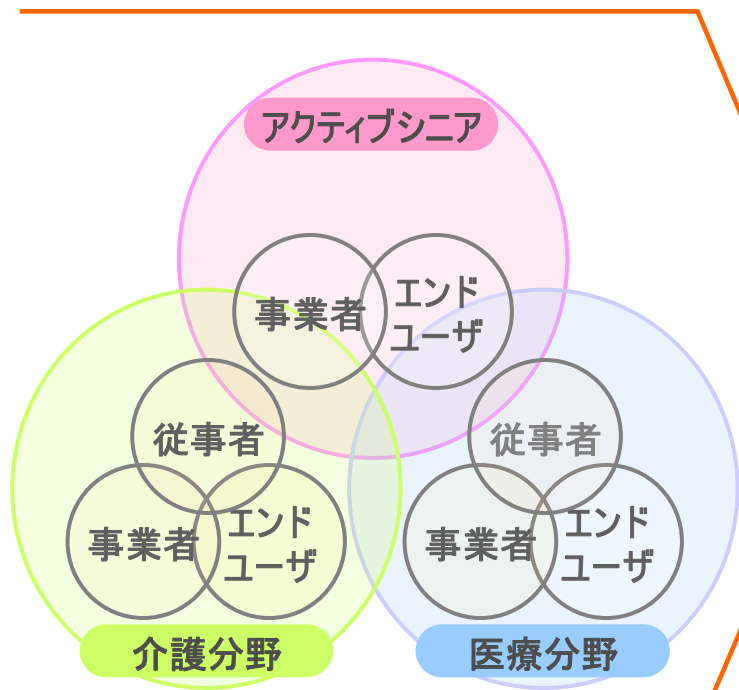 アクティブシニア
事業者
エンド
ユーザ
従事者
事業者
エンド
ユーザ
従事者
事業者
エンド
ユーザ
介護分野
医療分野